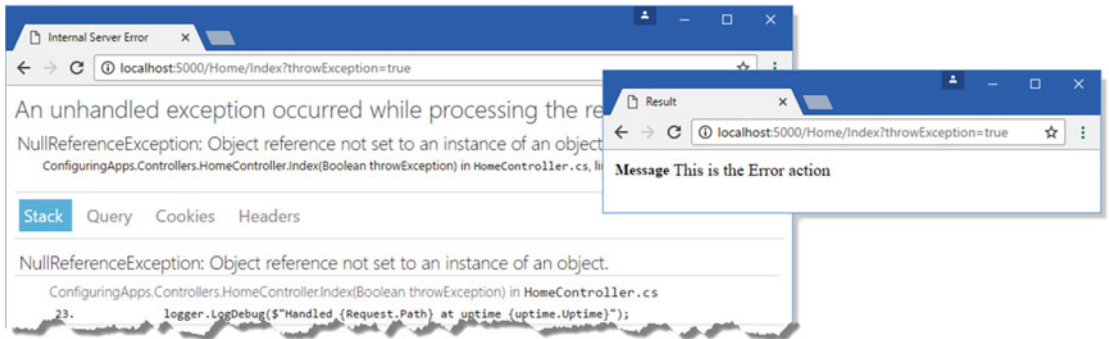 Internal Server Error
localhost:5000/Home/Index?throwException=true
An unhandled exception occurred while processing the re
NullReferenceException: Object reference not set to an instance of an object
ConfiguringApps.Controllers.HomeController.Index(Boolean throwException) in HomeController.cs, li
Stack Query Cookies Headers
NullReferenceException: Object reference not set to an instance of an object.
ConfiguringApps.Controllers.HomeController.Index(Boolean throwException) in HomeController.cs
23. logger.LogDebug($"Handled {Request.Path} at uptime {uptime.Uptime}");
Result
localhost:5000/Home/Index?throwException=true
Message This is the Error action